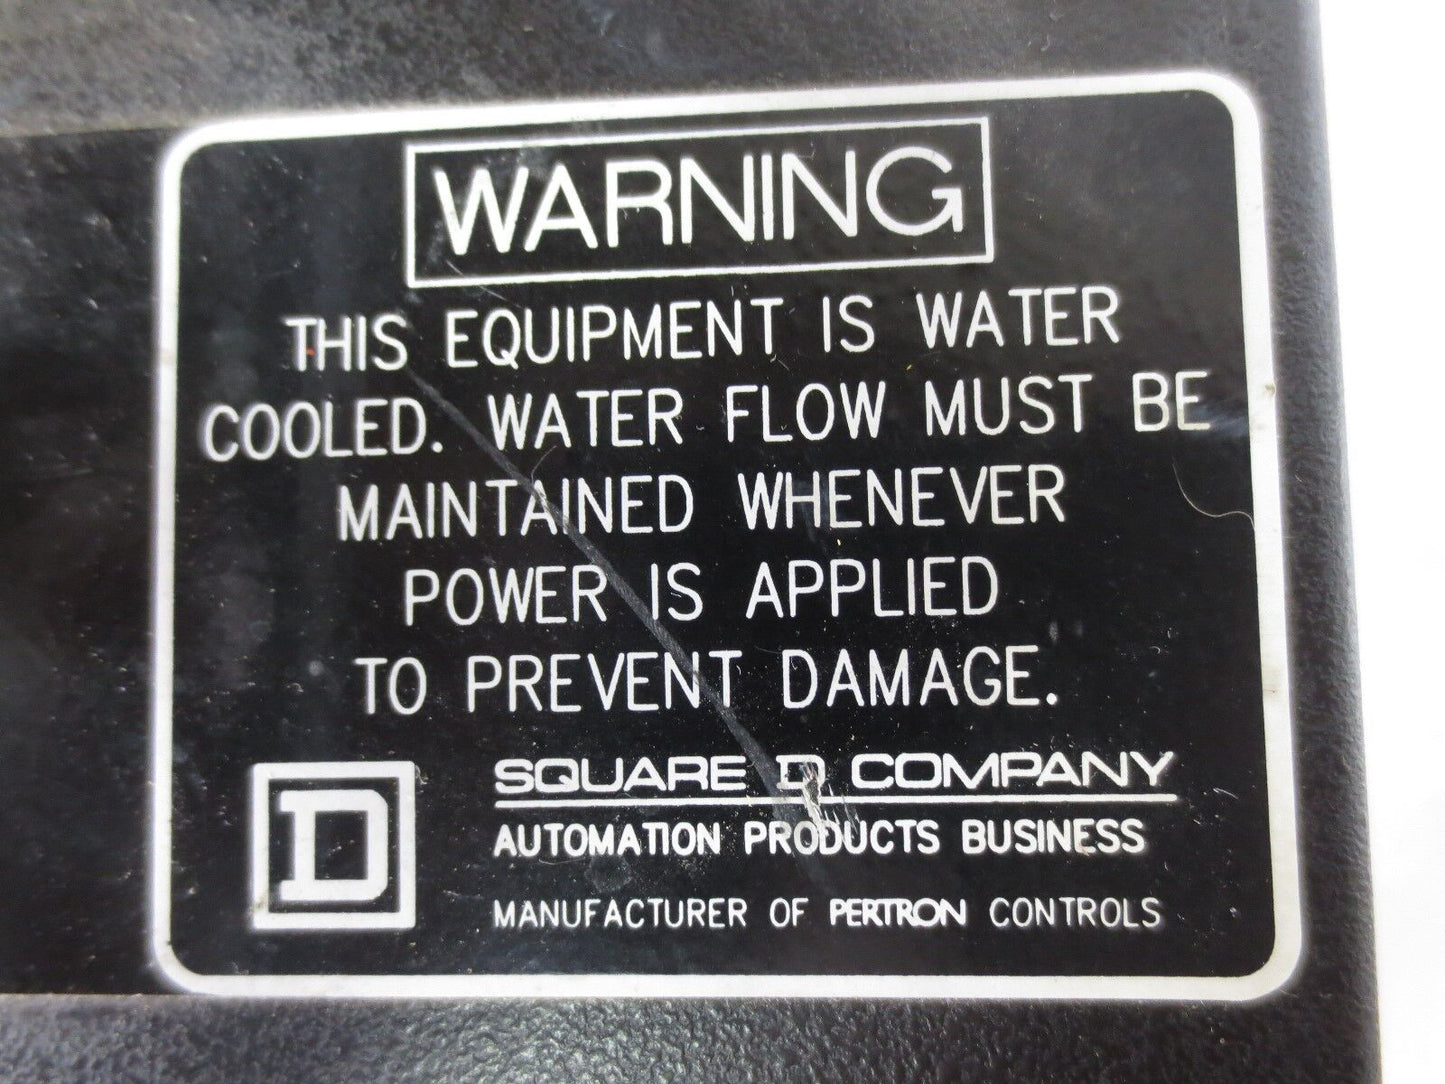 WARNING
THIS EQUIPMENT IS WATER
COOLED. WATER FLOW MUST BE
MAINTAINED WHENEVER
POWER IS APPLIED
TO PREVENT DAMAGE.
D
SQUARE D COMPANY
AUTOMATION PRODUCTS BUSINESS
MANUFACTURER OF PERTRON CONTROLS